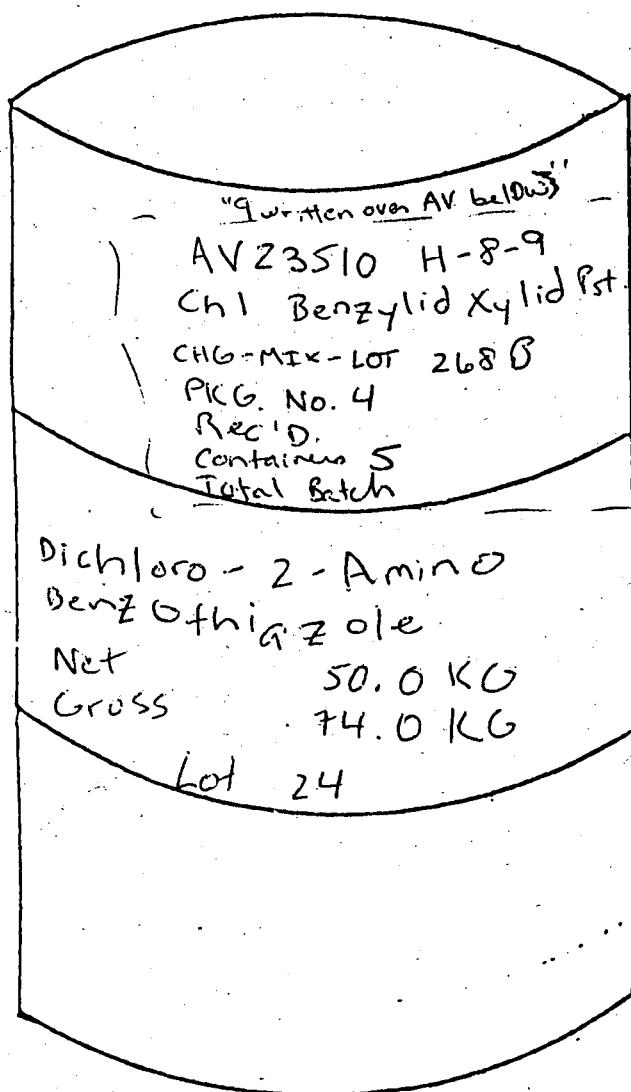 "9 written over AV below"
AV23510 H-8-9
Chl Benzylid Xylid Pst.
CHG-MIX-LOT 268 B
PKG. No. 4
Rec'D.
Containers 5
Total Batch
Dichloro - 2 - Amino
Benzothiazole
Net 50.0 KG
Gross 74.0 KG
Lot 24